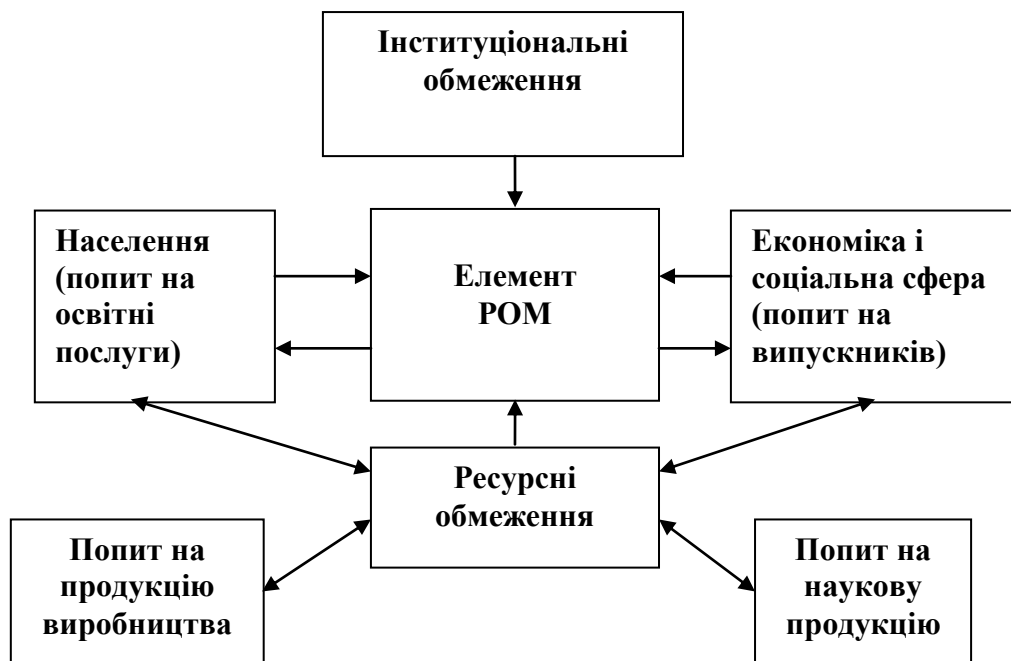 Інституціональні
обмеження
Населення
(попит на
освітні
послуги)
Елемент
РОМ
Економіка і
соціальна сфера
(попит на
випускників)
Ресурсні
обмеження
Попит на
продукцію
виробництва
Попит на
наукову
продукцію